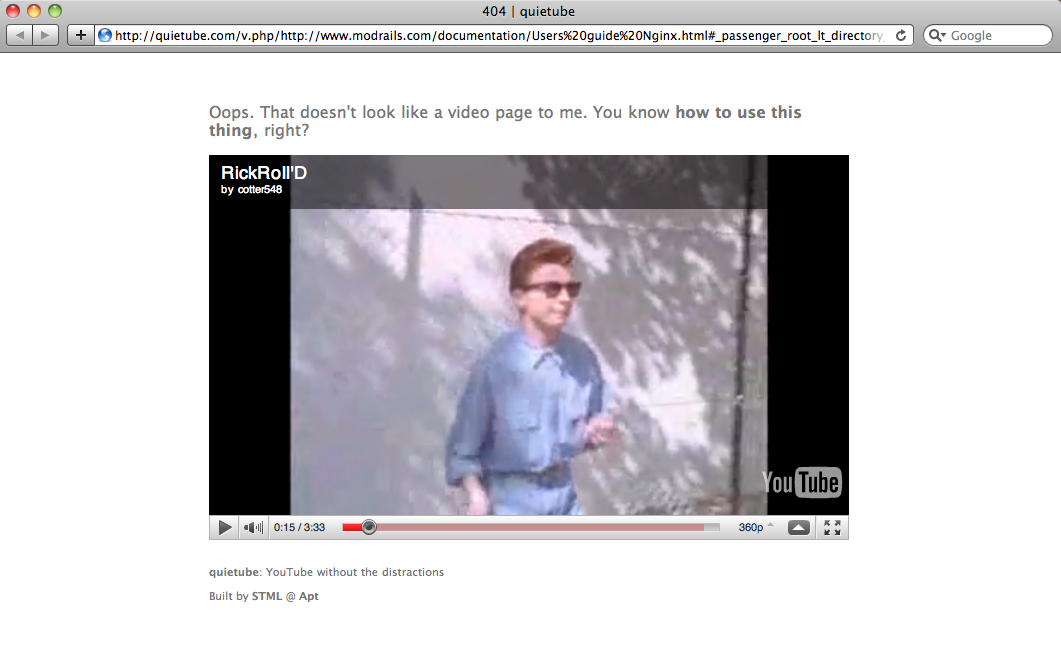 404 | quietube
http://quietube.com/v.php/http://www.modrails.com/documentation/Users%20guide%20Nginx.html#_passenger_root_lt_directory
Google
Oops. That doesn't look like a video page to me. You know how to use this
thing, right?
RickRoll'D
by cotter548
YouTube
0:15 / 3:33
360p
quietube: YouTube without the distractions
Built by STML @ Apt